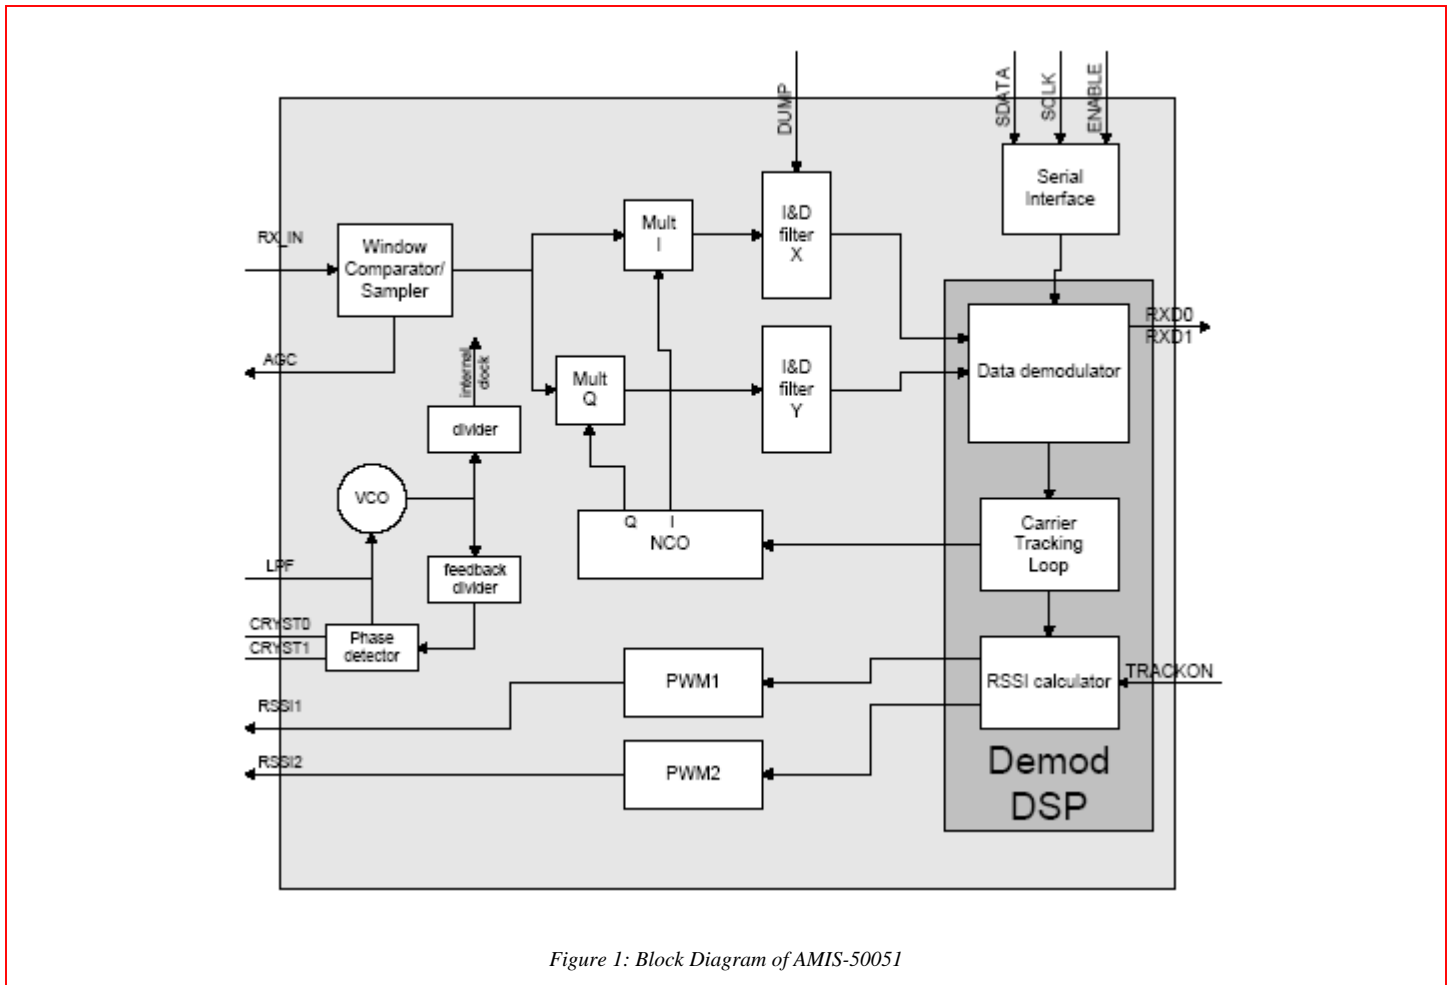 DUMP
SDATA
SCLK
ENABLE
Serial
Interface
RX_IN
Window
Comparator/
Sampler
Mult
I
I&D
filter
X
RXD0
RXD1
AGC
internal
clock
Mult
Q
I&D
filter
Y
Data demodulator
divider
VCO
Q I
NCO
Carrier
Tracking
Loop
LPF
feedback
divider
CRYST0
CRYST1
Phase
detector
PWM1
RSSI calculator
TRACKON
RSSI1
RSSI2
PWM2
Demod
DSP
Figure 1: Block Diagram of AMIS-50051